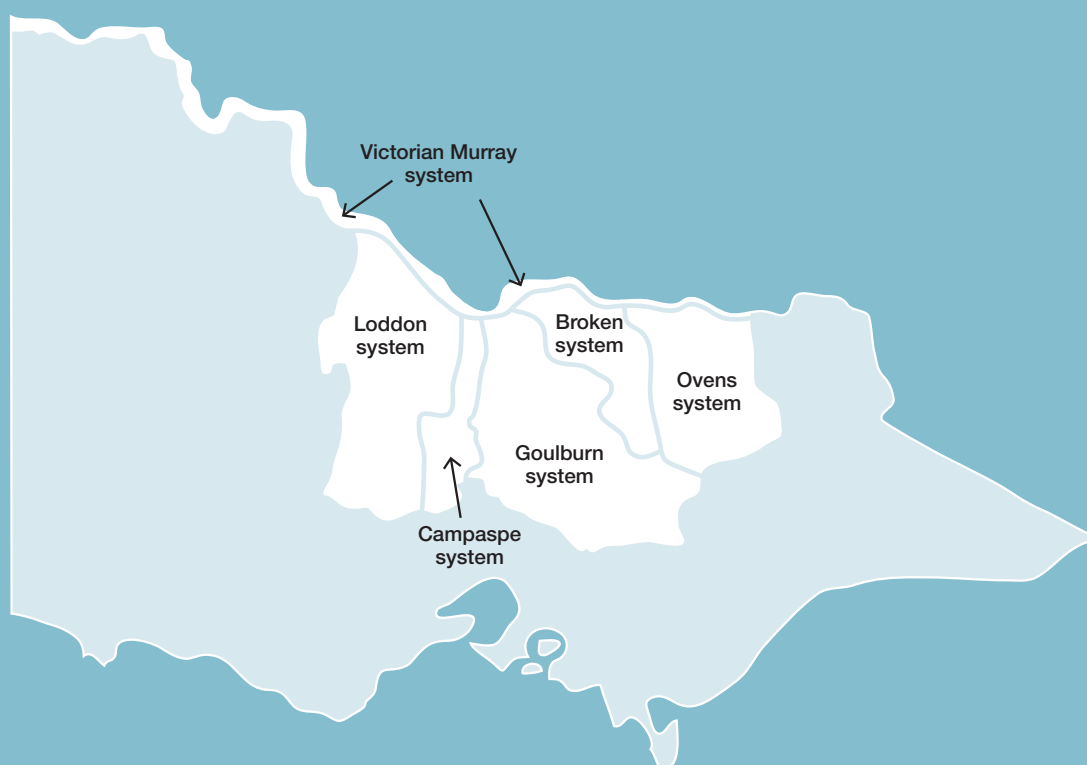 Victorian Murray
system
Loddon
system
Broken
system
Ovens
system
Goulburn
system
Campaspe
system